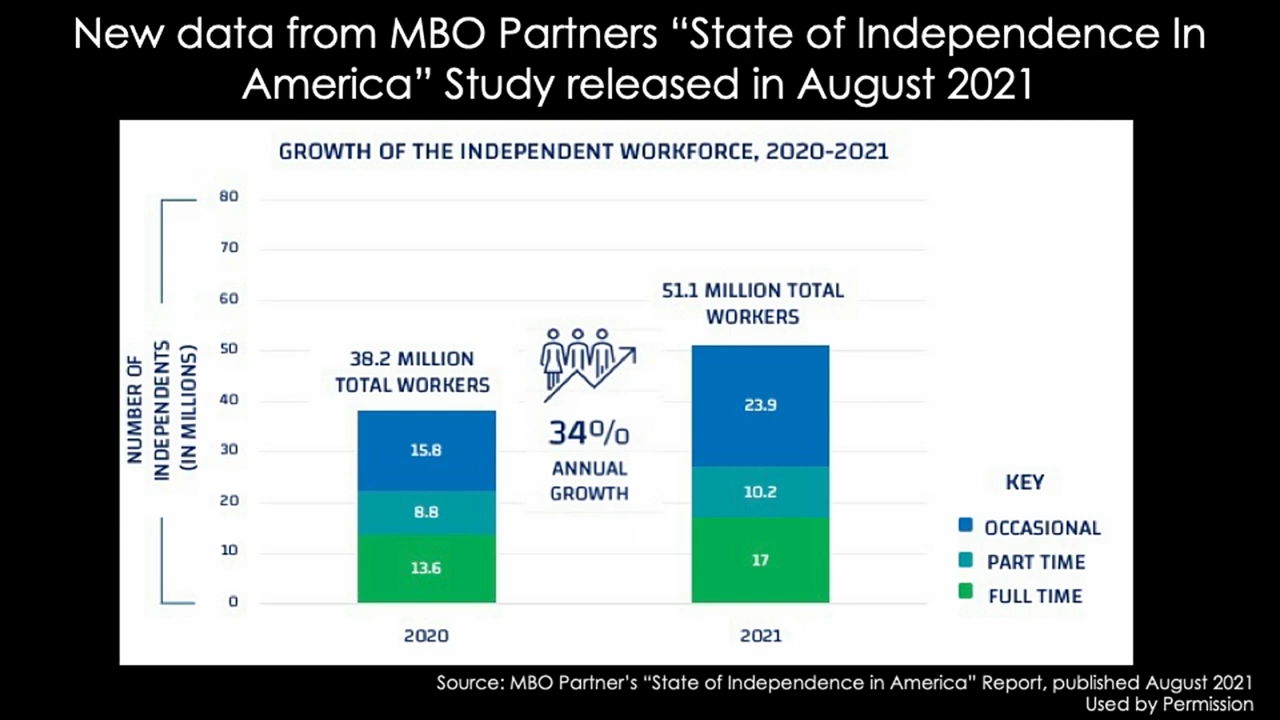 New data from MBO Partners “State of Independence In
America” Study released in August 2021
GROWTH OF THE INDEPENDENT WORKFORCE, 2020-2021
80
70
60
50
40
30
20
10
0
NUMBER OF
INDEPENDENTS
(IN MILLIONS)
38.2 MILLION
TOTAL WORKERS
15.8
8.8
13.6
2020
34%
ANNUAL
GROWTH
51.1 MILLION TOTAL
WORKERS
23.9
10.2
17
2021
KEY
OCCASIONAL
PART TIME
FULL TIME
Source: MBO Partner’s “State of Independence in America” Report, published August 2021
Used by Permission